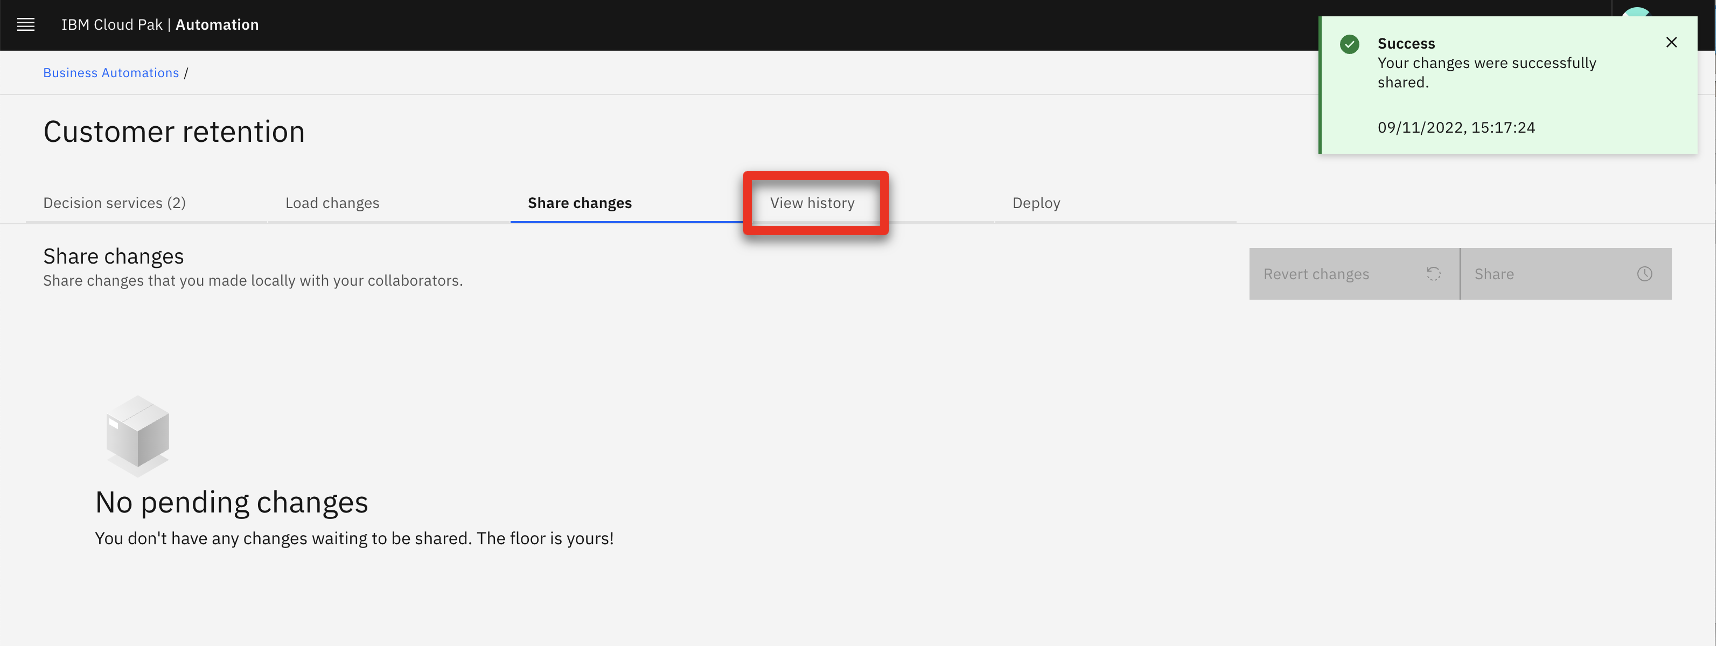 IBM Cloud Pak | Automation
Success
Your changes were successfully
shared.
09/11/2022, 15:17:24
Business Automations /
Customer retention
Decision services (2) Load changes Share changes View history Deploy
Share changes
Share changes that you made locally with your collaborators.
Revert changes Share
No pending changes
You don't have any changes waiting to be shared. The floor is yours!